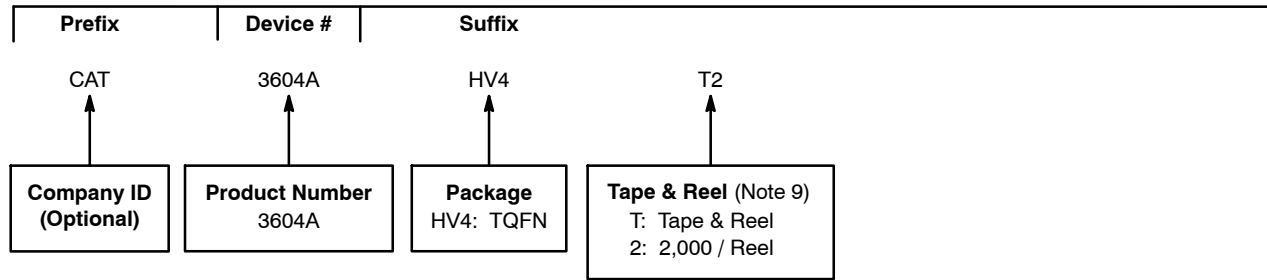 Prefix Device # Suffix
CAT 3604A HV4 T2
Company ID
(Optional)
Product Number
3604A
Package
HV4: TQFN
Tape & Reel (Note 9)
T: Tape & Reel
2: 2,000 / Reel